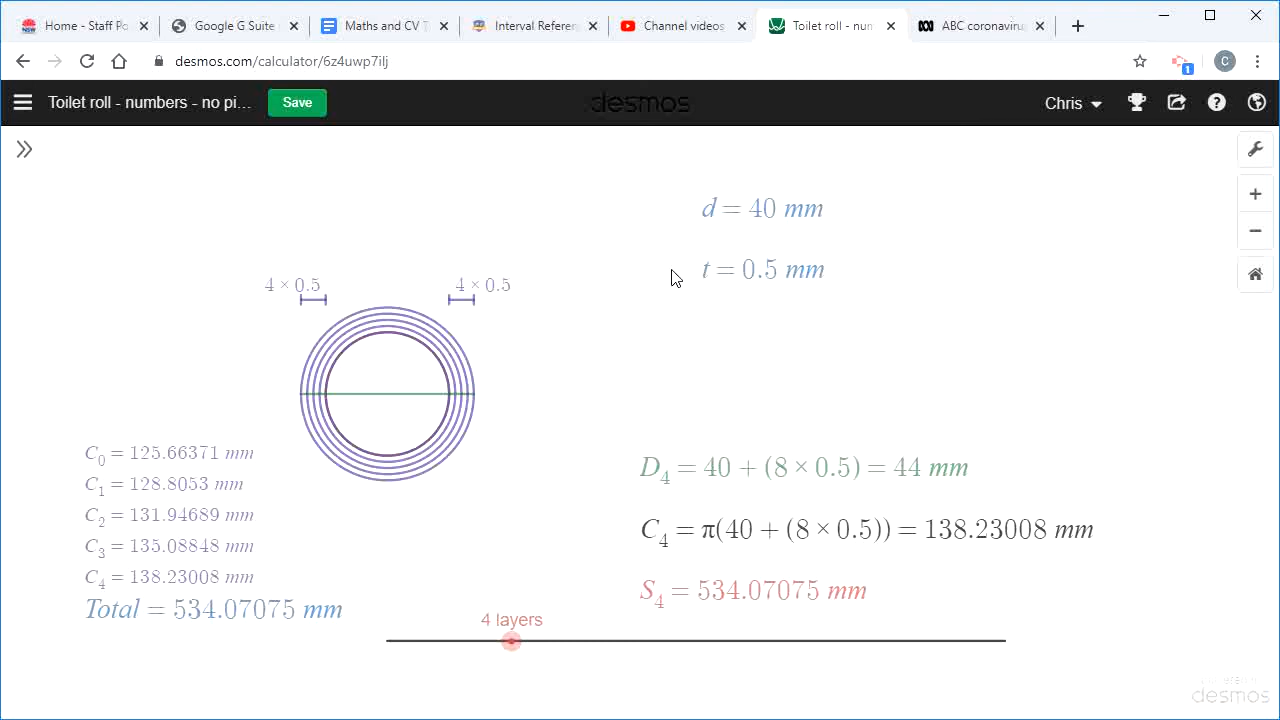 Home - Staff Po
Google G Suite
Maths and CV T
Interval Referen
Channel videos
Toilet roll - num
ABC coronaviru
desmos.com/calculator/6z4uwp7ilj
1
C
Toilet roll - numbers - no pi...
Save
desmos
Chris
d = 40 mm
t = 0.5 mm
4 × 0.5
4 × 0.5
C₀ = 125.66371 mm
C₁ = 128.8053 mm
C₂ = 131.94689 mm
C₃ = 135.08848 mm
C₄ = 138.23008 mm
Total = 534.07075 mm
D₄ = 40 + (8 × 0.5) = 44 mm
C₄ = π(40 + (8 × 0.5)) = 138.23008 mm
S₄ = 534.07075 mm
4 layers
desmos